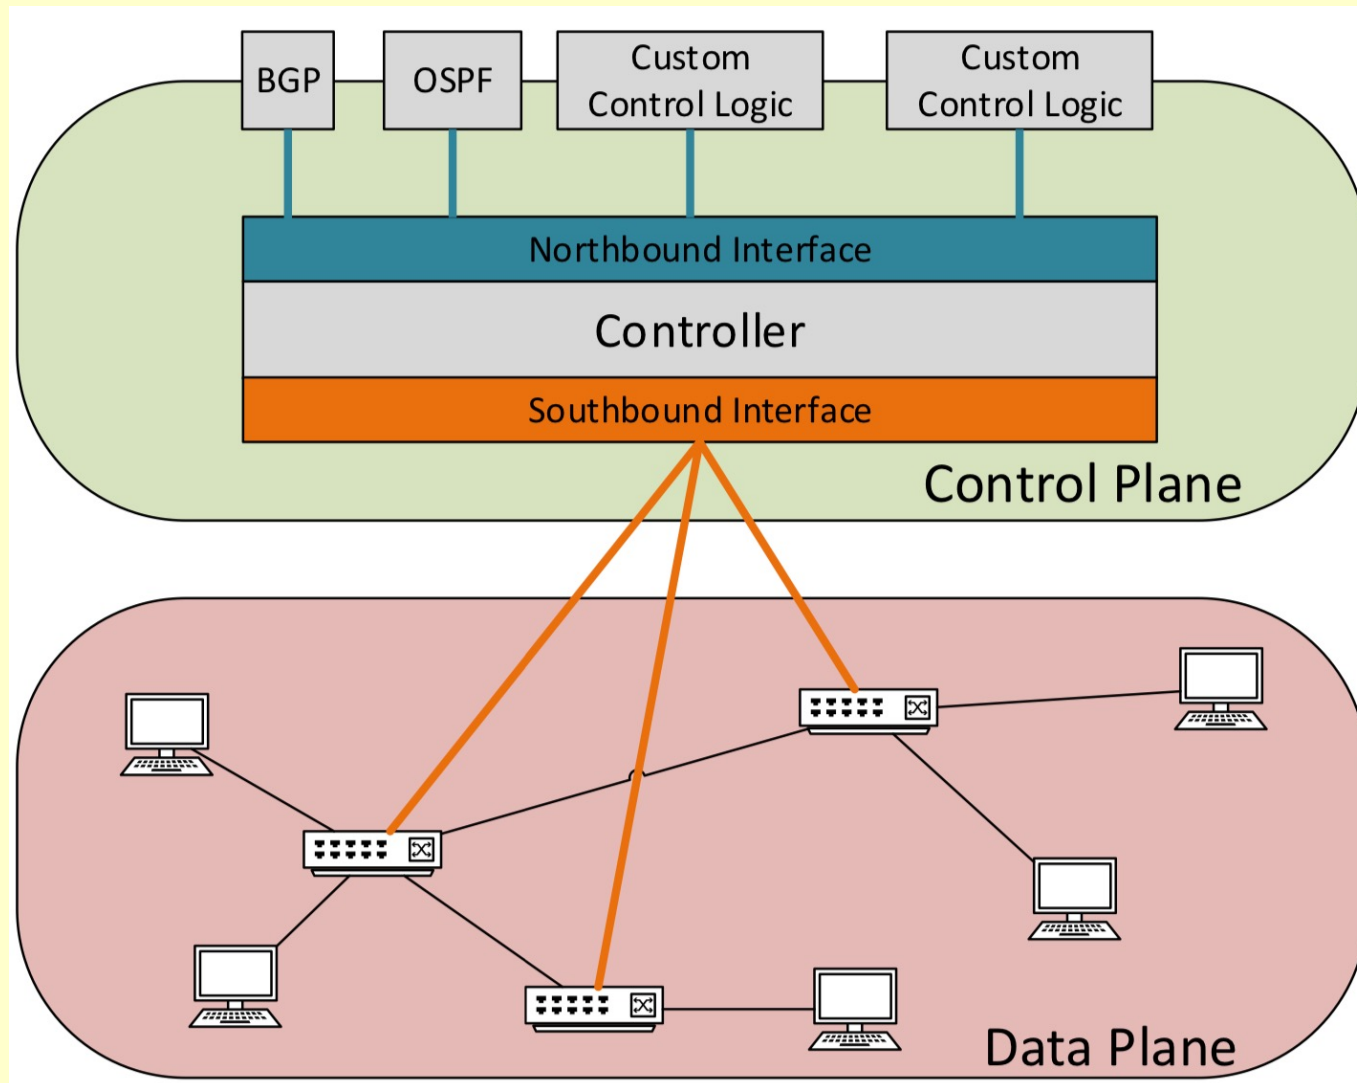 BGP
OSPF
Custom
Control Logic
Custom
Control Logic
Northbound Interface
Controller
Southbound Interface
Control Plane
Data Plane